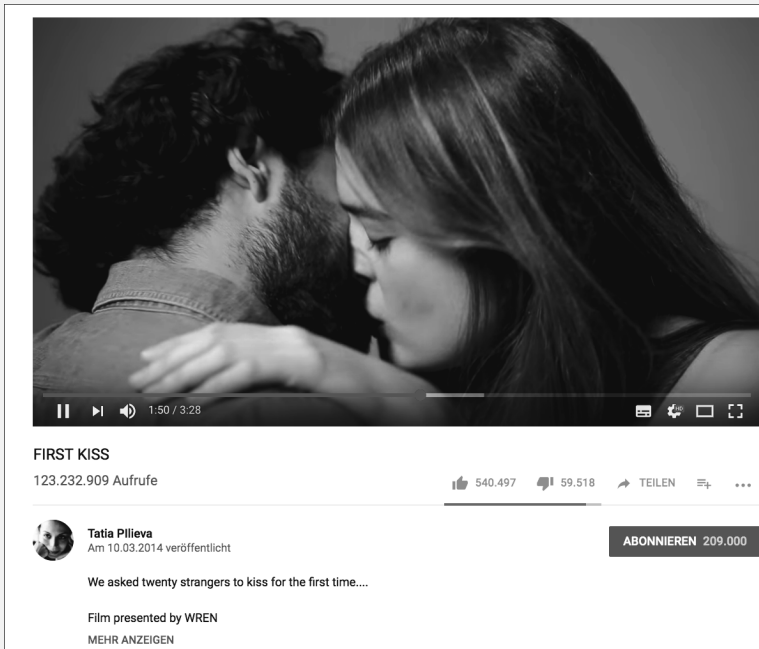 1:50 / 3:28
HD
FIRST KISS
123.232.909 Aufrufe
540.497 59.518 TEILEN
Tatia PIlieva
Am 10.03.2014 veröffentlicht
ABONNIEREN 209.000
We asked twenty strangers to kiss for the first time....
Film presented by WREN
MEHR ANZEIGEN